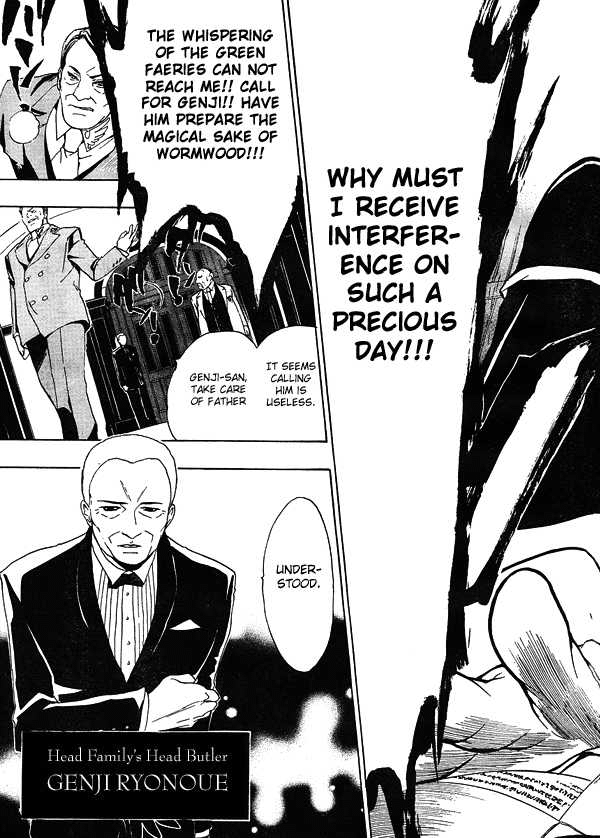 WHY MUST
I RECEIVE
INTERFER-
ENCE ON
SUCH A
PRECIOUS
DAY!!!
THE WHISPERING
OF THE GREEN
FAERIES CAN NOT
REACH ME!! CALL
FOR GENJI!! HAVE
HIM PREPARE THE
MAGICAL SAKE OF
WORMWOOD!!!
IT SEEMS
CALLING
HIM IS
USELESS.
GENJI-SAN,
TAKE CARE
OF FATHER
UNDER-
STOOD.
Head Family's Head Butler
GENJI RYONOUE